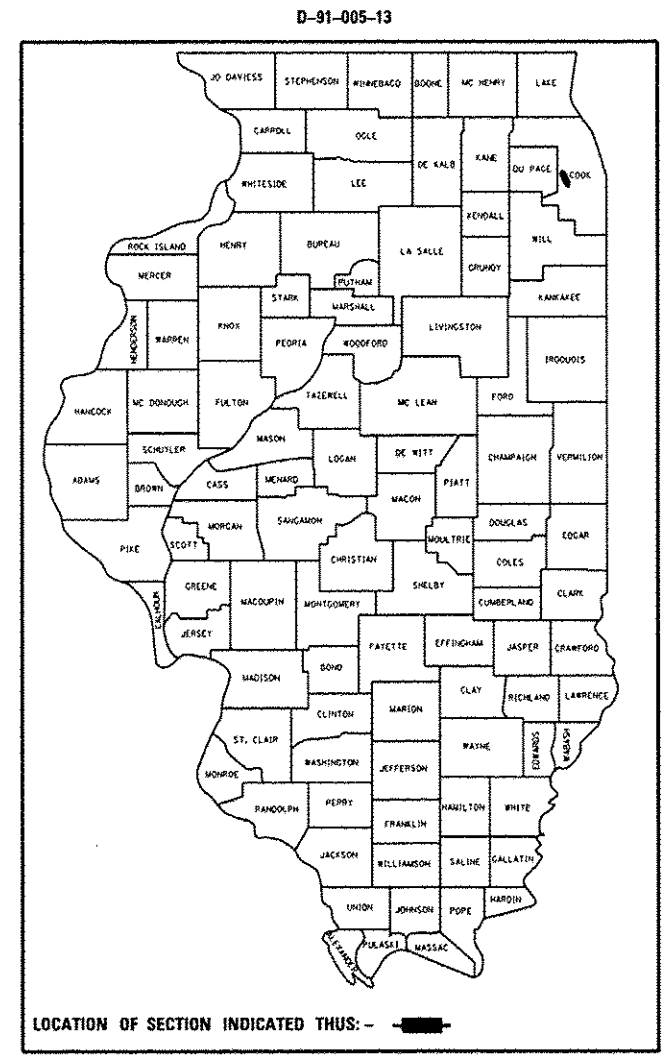 D-91-005-13
JO DAVIESS STEPHENSON WINNEBAGO BOONE MC HENRY LAKE
CARROLL OGLE DE KALB KANE DU PAGE COOK
WHITESIDE LEE
KENDALL
ROCK ISLAND HENRY BUREAU LA SALLE GRUNDY WILL
MERCER PUTNAM
STARK MARSHALL KANKAKEE
HENDERSON WARREN KNOX PEORIA WOODFORD LIVINGSTON IROQUOIS
HANCOCK MC DONOUGH FULTON TAZEWELL MC LEAN FORD
MASON
SCHUYLER LOGAN DE WITT CHAMPAIGN VERMILION
ADAMS BROWN CASS MENARD MACON PIATT
MORGAN SANGAMON DOUGLAS EDGAR
PIKE SCOTT CHRISTIAN MOULTRIE COLES
CALHOUN GREENE MACOUPIN MONTGOMERY SHELBY CUMBERLAND CLARK
JERSEY FAYETTE EFFINGHAM JASPER CRAWFORD
BOND
MADISON CLAY RICHLAND LAWRENCE
CLINTON MARION
ST. CLAIR WAYNE EDWARDS WABASH
MONROE WASHINGTON JEFFERSON
RANDOLPH PERRY HAMILTON WHITE
FRANKLIN
JACKSON WILLIAMSON SALINE GALLATIN
UNION JOHNSON POPE HARDIN
ALEXANDER PULASKI MASSAC
LOCATION OF SECTION INDICATED THUS: -